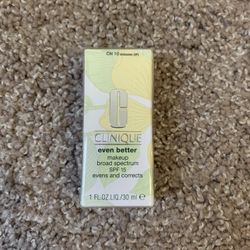 CN 10
CLINIQUE
even better
makeup
broad spectrum
SPF 15
evens and corrects
1 FL.OZ.LIQ./30 ml ℮